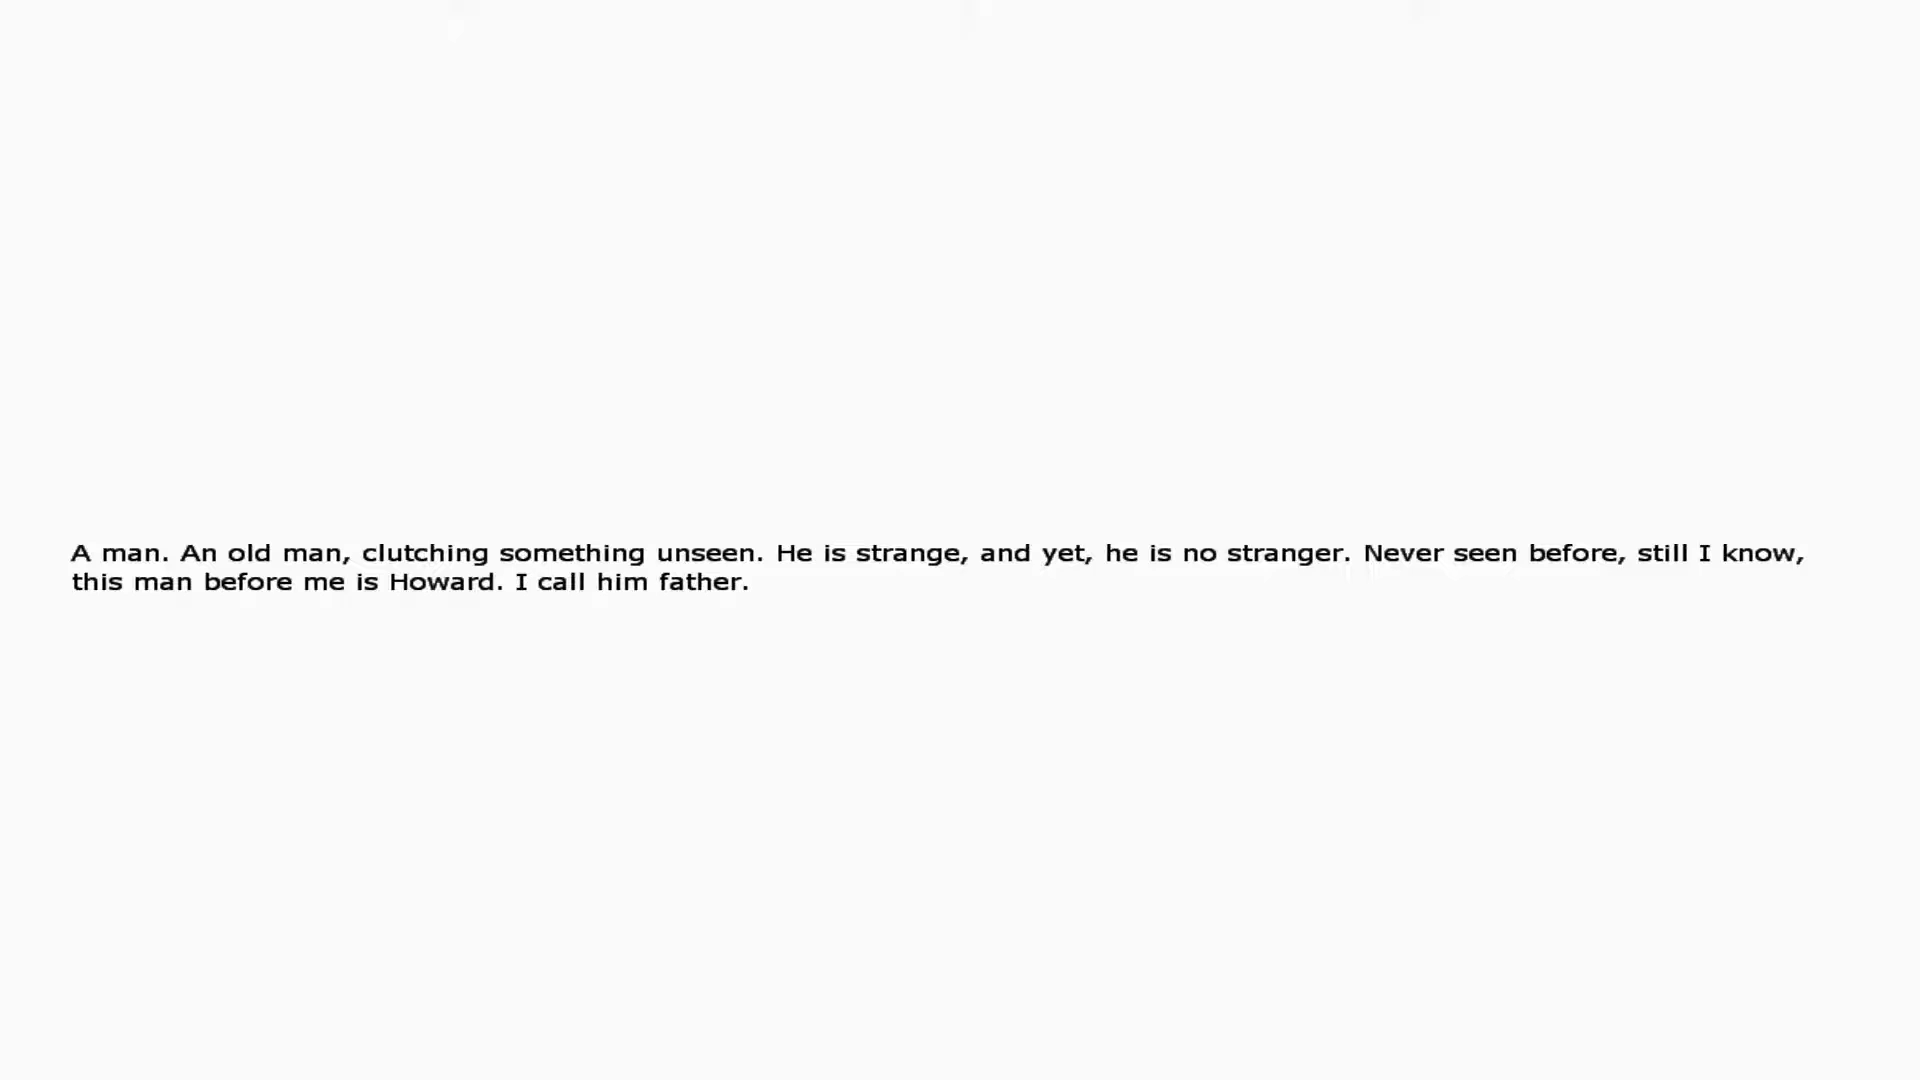 A man. An old man, clutching something unseen. He is strange, and yet, he is no stranger. Never seen before, still I know,
this man before me is Howard. I call him father.